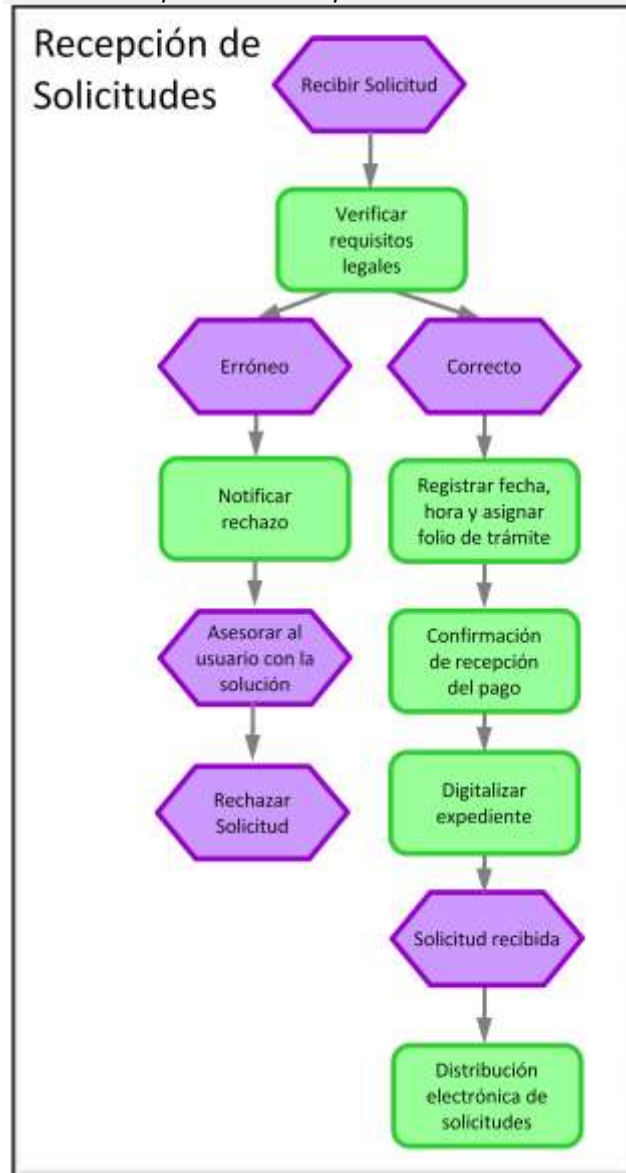 Recepción de
Solicitudes
Recibir Solicitud
Verificar
requisitos
legales
Erróneo
Correcto
Notificar
rechazo
Registrar fecha,
hora y asignar
folio de trámite
Asesorar al
usuario con la
solución
Confirmación
de recepción
del pago
Rechazar
Solicitud
Digitalizar
expediente
Solicitud recibida
Distribución
electrónica de
solicitudes